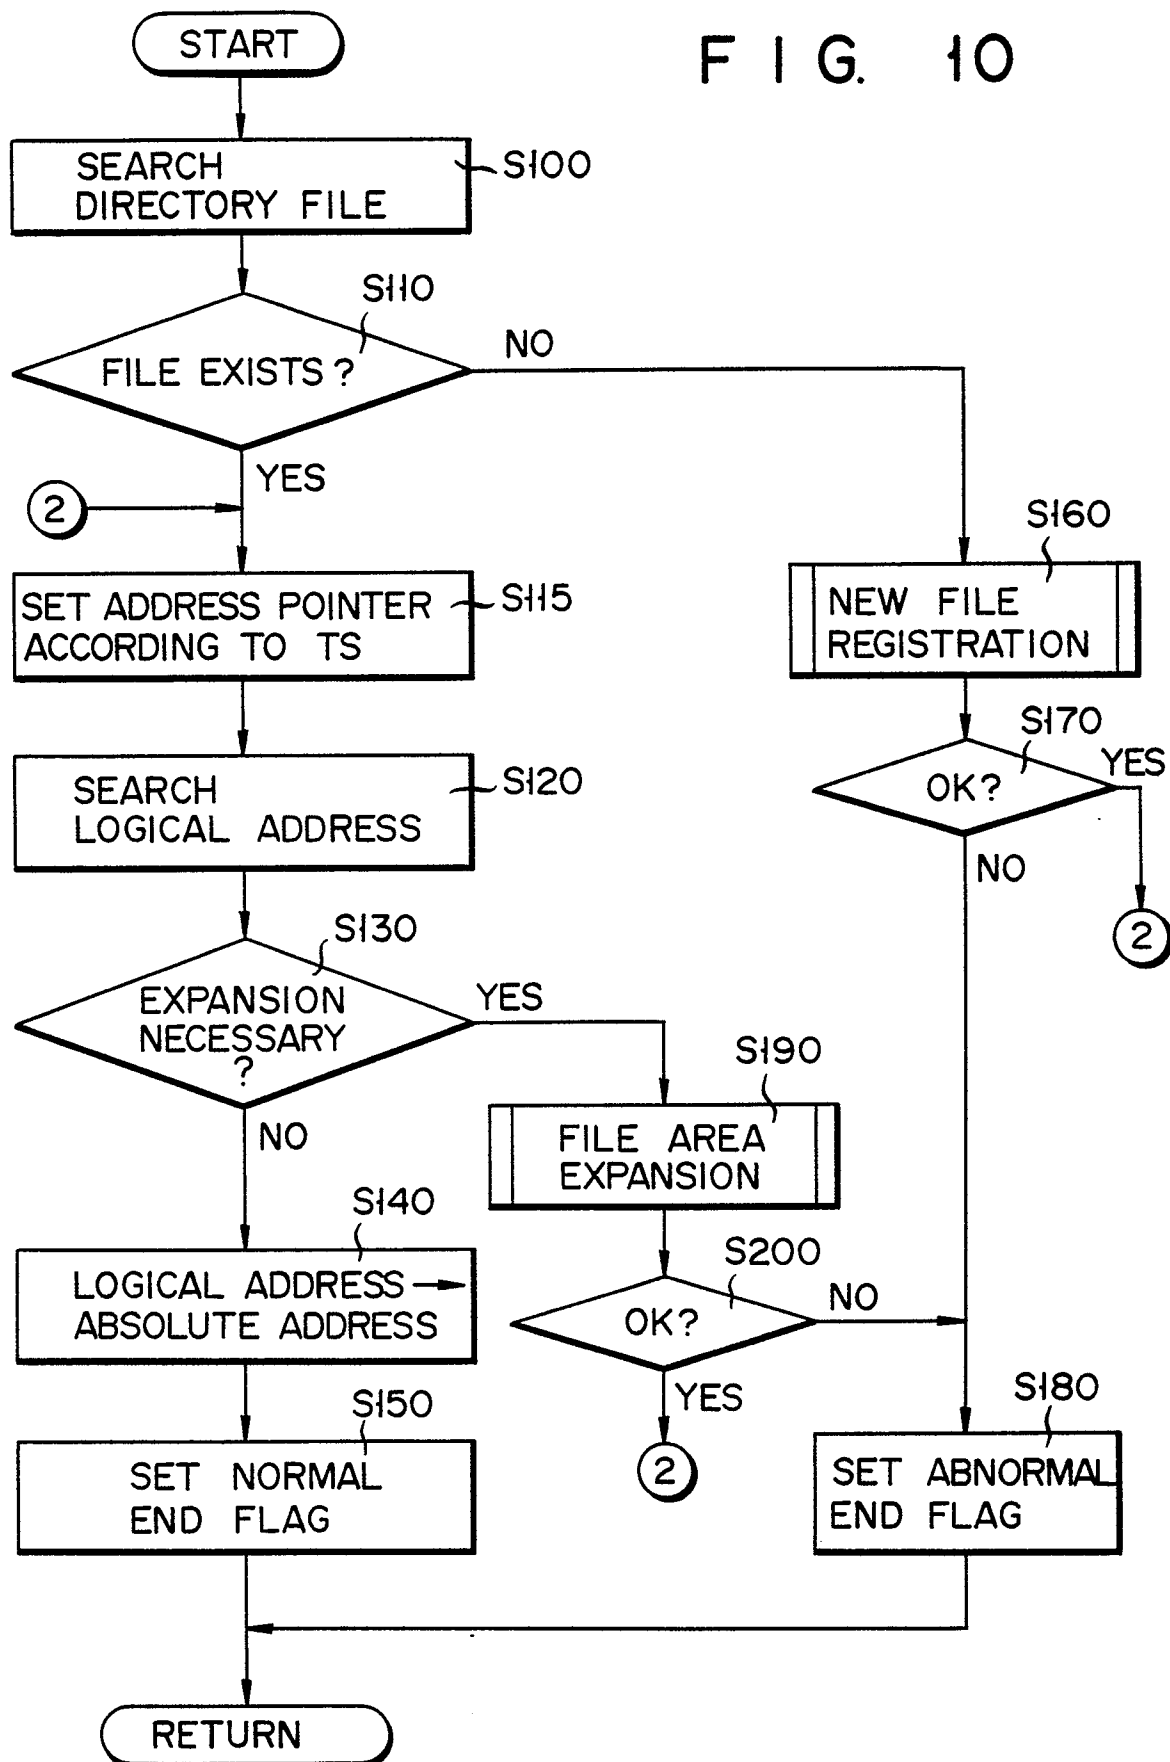 FIG. 10
START
SEARCH
DIRECTORY FILE
S100
S110
FILE EXISTS?
NO
YES
2
S115
SET ADDRESS POINTER
ACCORDING TO TS
S160
NEW FILE
REGISTRATION
S170
OK?
YES
NO
2
SEARCH
LOGICAL ADDRESS
S120
S130
EXPANSION
NECESSARY
?
YES
NO
S190
FILE AREA
EXPANSION
S200
OK?
NO
YES
2
S140
LOGICAL ADDRESS →
ABSOLUTE ADDRESS
S150
SET NORMAL
END FLAG
S180
SET ABNORMAL
END FLAG
RETURN